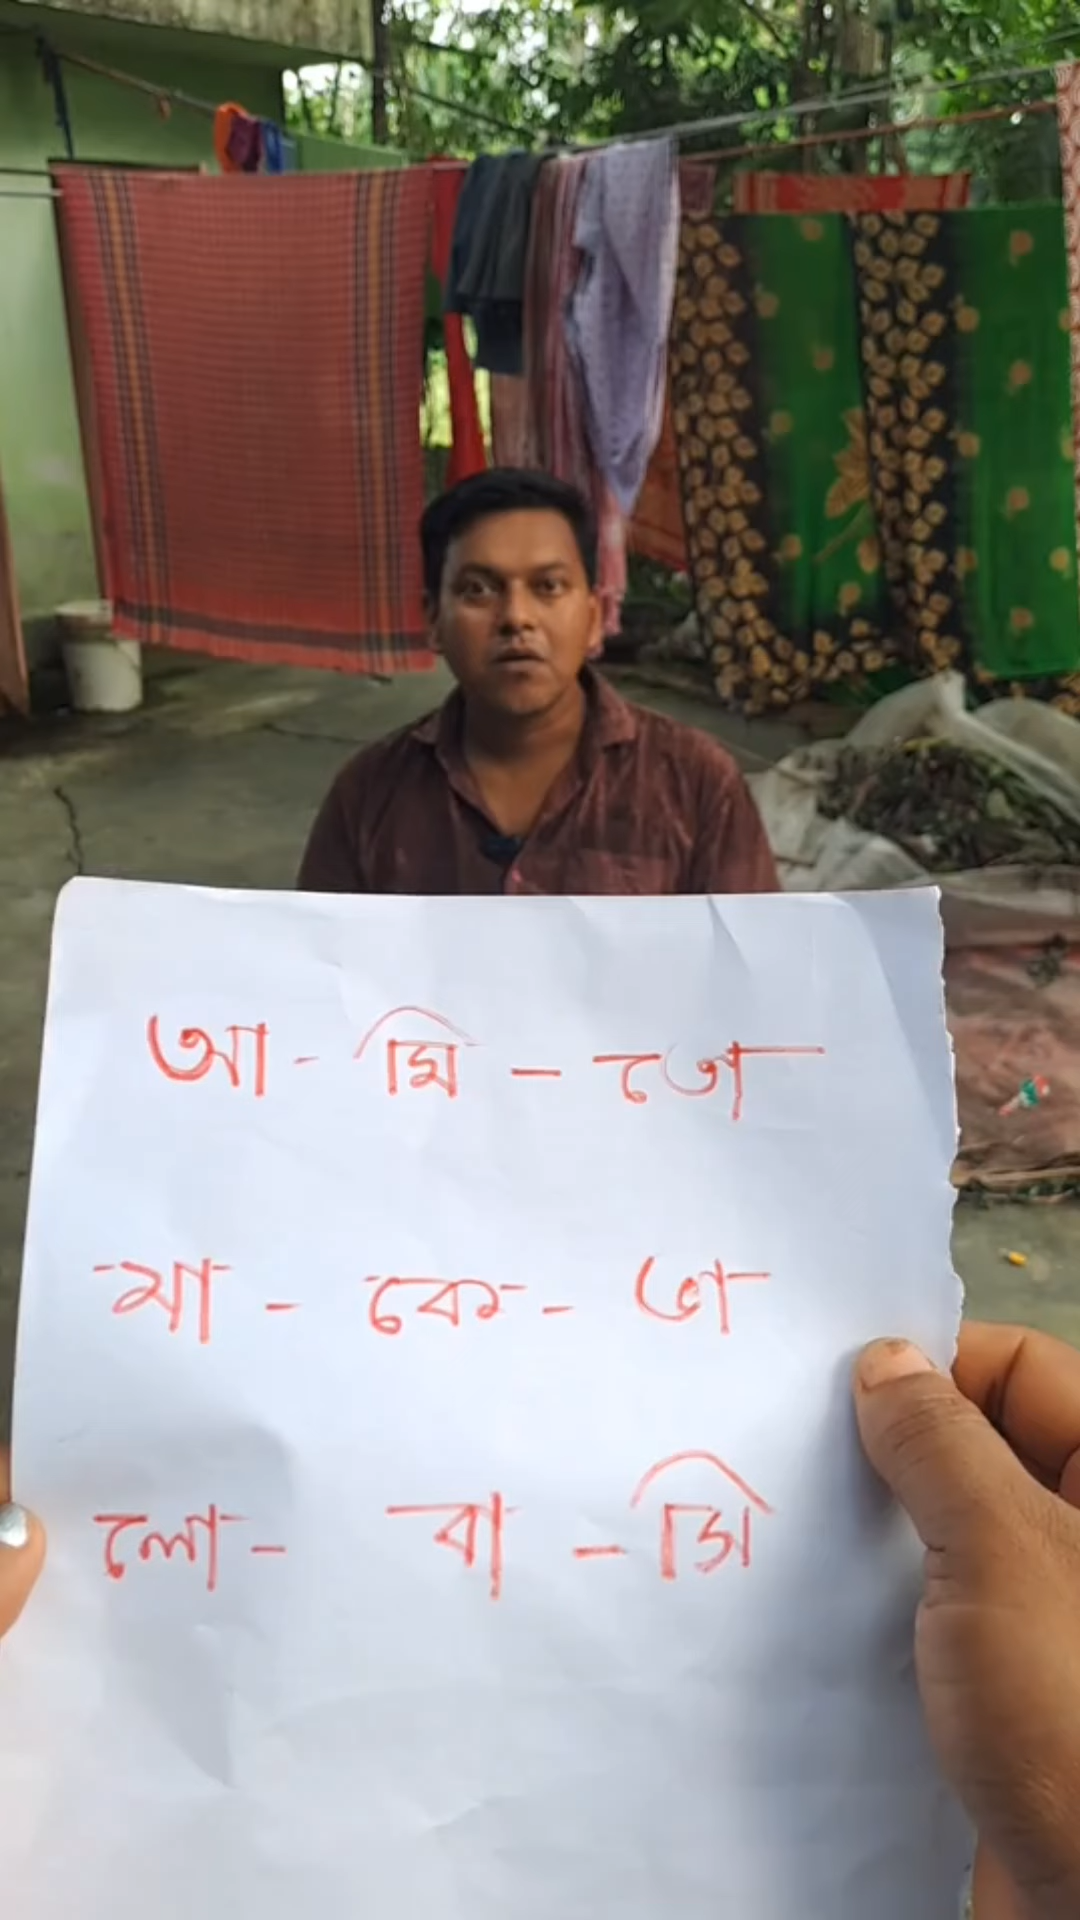 আ - মি - তো
মা - কে - ভা
লো - বা - সি